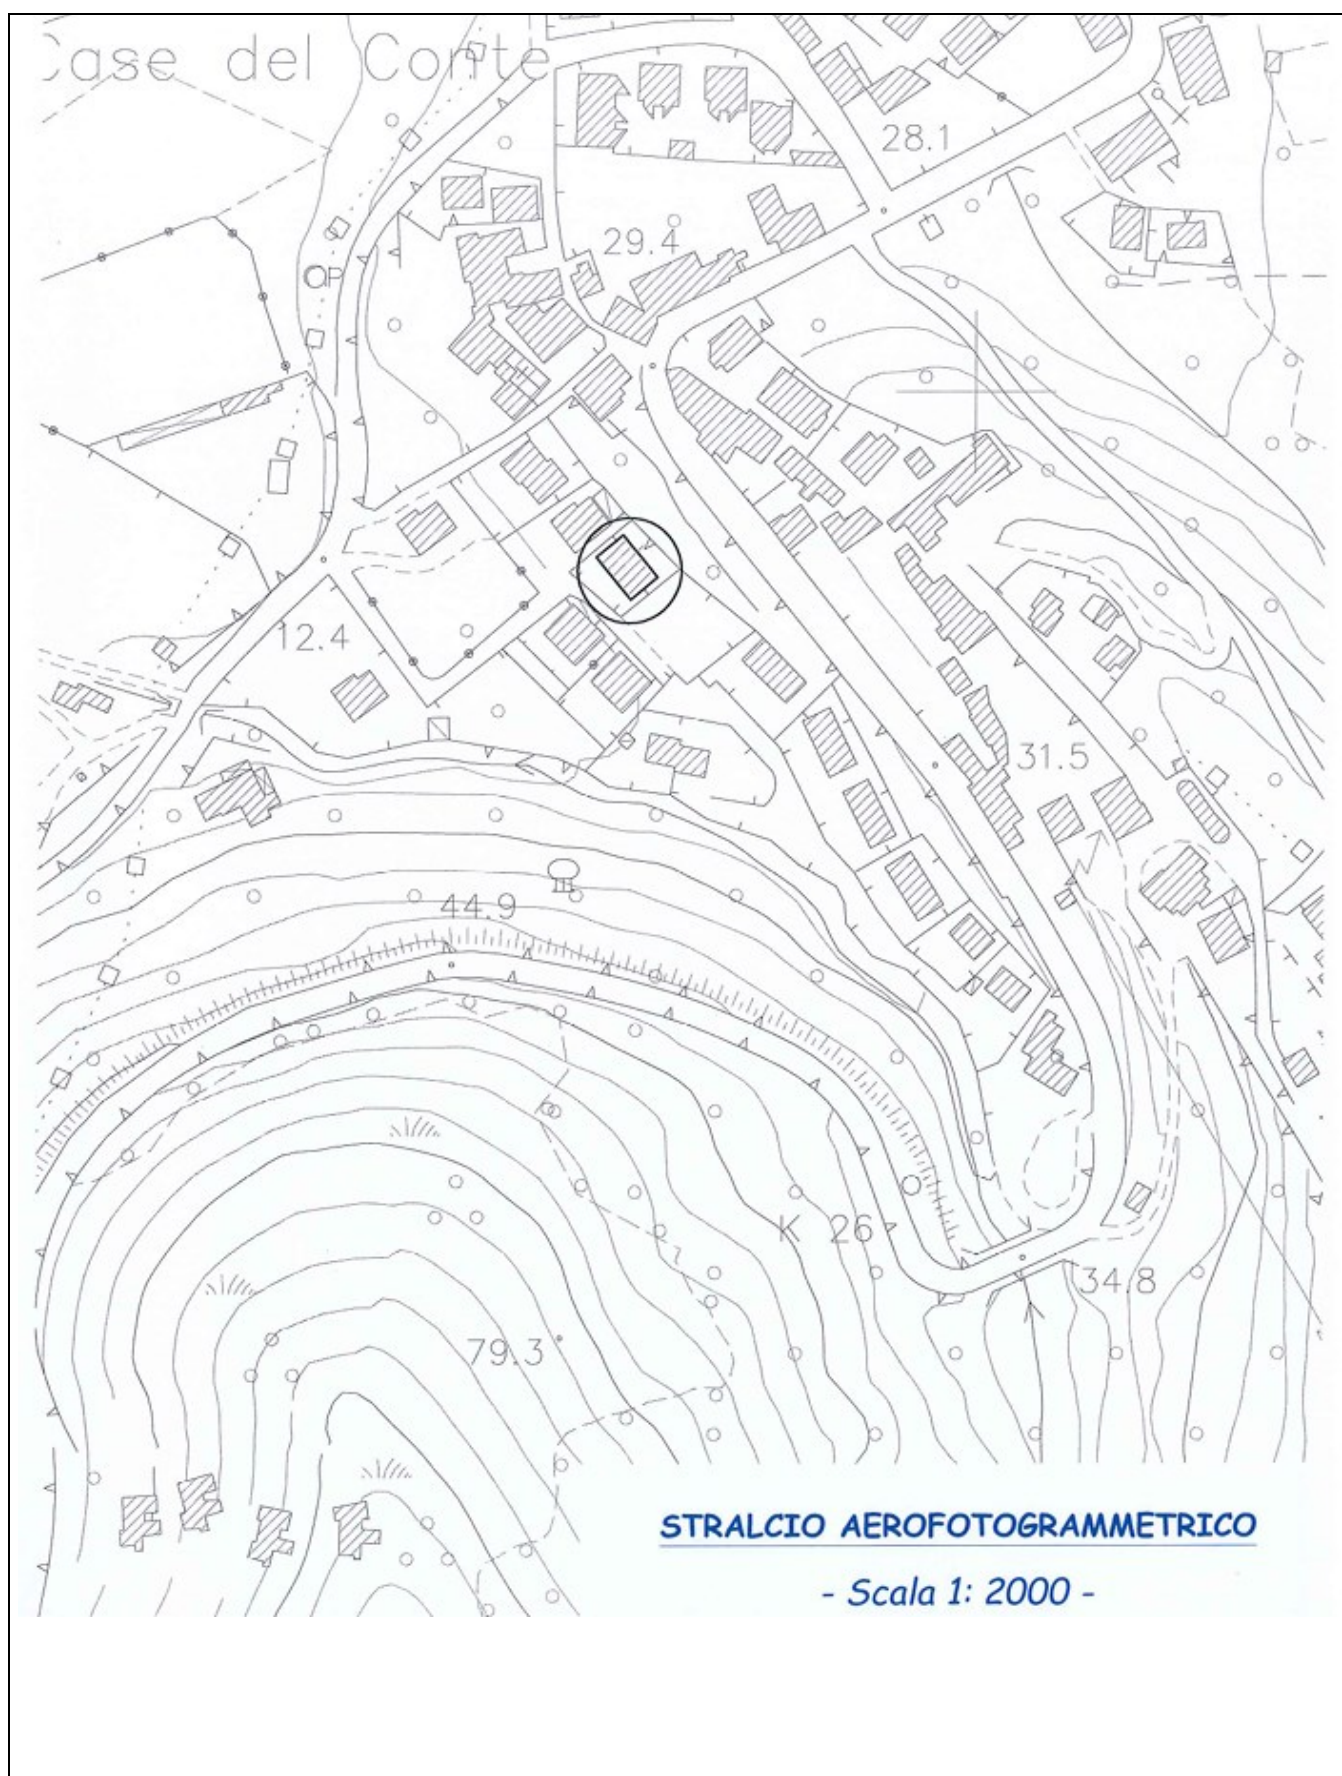 Case del Conte
28.1
29.4
12.4
31.5
44.9
K 26
34.8
79.3
STRALCIO AEROFOTOGRAMMETRICO
- Scala 1: 2000 -